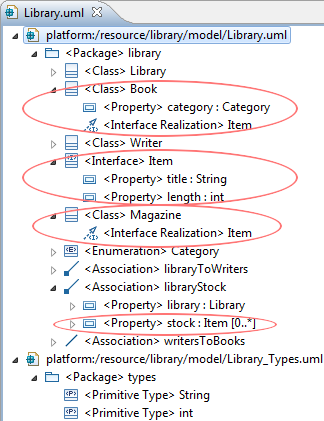 Library.uml
platform:/resource/library/model/Library.uml
<Package> library
<Class> Library
<Class> Book
<Property> category : Category
<Interface Realization> Item
<Class> Writer
<Interface> Item
<Property> title : String
<Property> length : int
<Class> Magazine
<Interface Realization> Item
<Enumeration> Category
<Association> libraryToWriters
<Association> libraryStock
<Property> library : Library
<Property> stock : Item [0..*]
<Association> writersToBooks
platform:/resource/library/model/Library_Types.uml
<Package> types
<Primitive Type> String
<Primitive Type> int